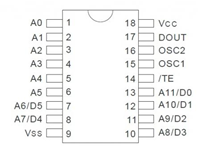 A0 1 18 Vcc
A1 2 17 DOUT
A2 3 16 OSC2
A3 4 15 OSC1
A4 5 14 /TE
A5 6 13 A11/D0
A6/D5 7 12 A10/D1
A7/D4 8 11 A9/D2
Vss 9 10 A8/D3